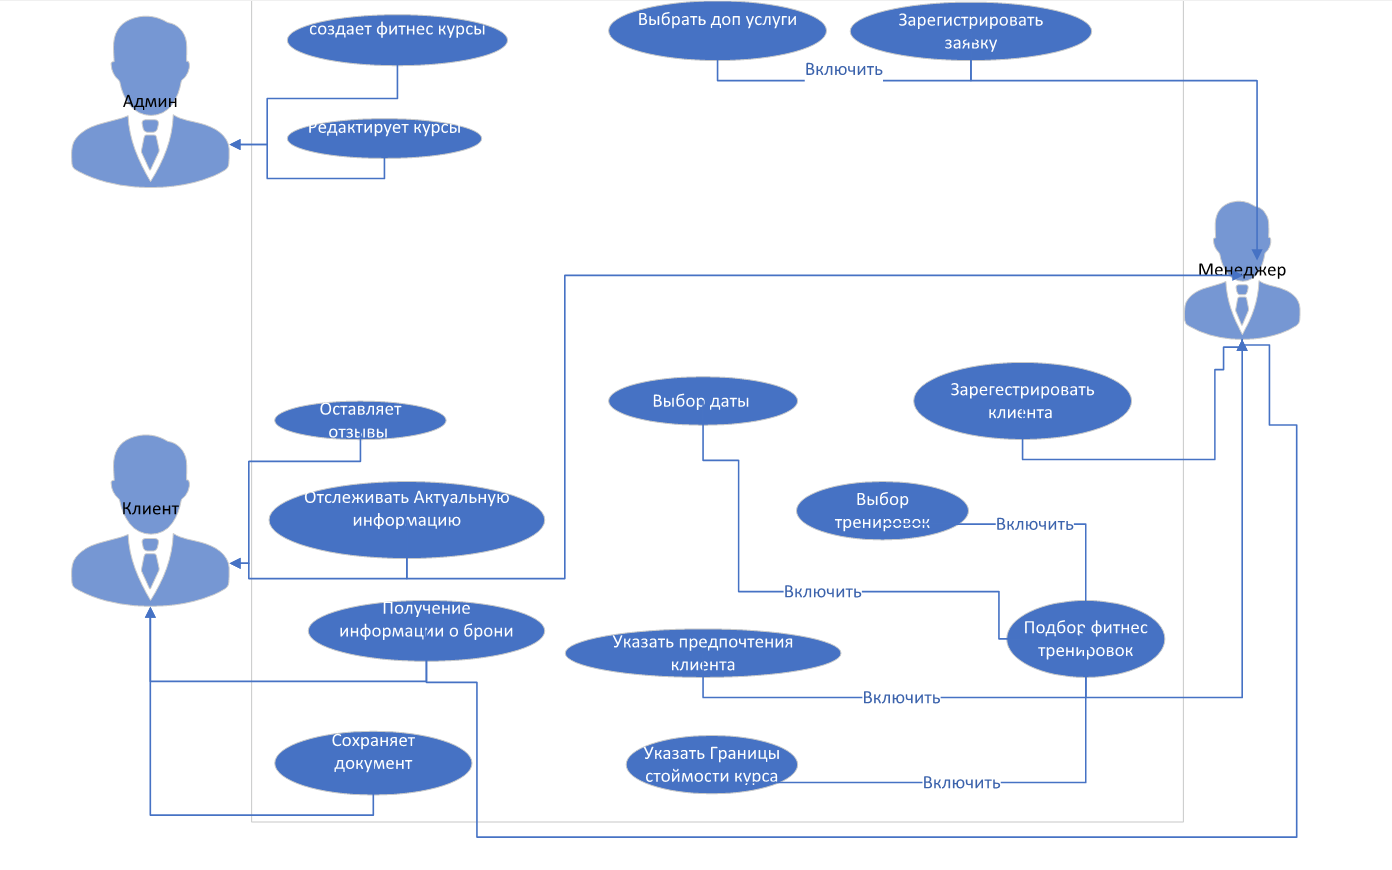 создает фитнес курсы
Выбрать доп услуги
Зарегистрировать
заявку
Включить
Админ
Редактирует курсы
Менеджер
Оставляет
отзывы
Выбор даты
Зарегестрировать
клиента
Отслеживать Актуальную
информацию
Клиент
Выбор
тренировок
Включить
Включить
Получение
информации о брони
Указать предпочтения
клиента
Подбор фитнес
тренировок
Включить
Сохраняет
документ
Указать Границы
стоймости курса
Включить